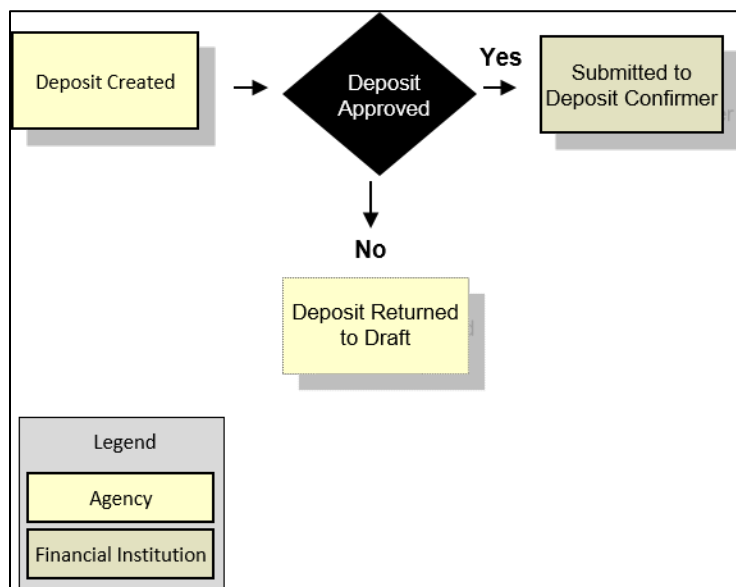 Deposit Created
Deposit
Approved
Yes
Submitted to
Deposit Confirmer
No
Deposit Returned
to Draft
Legend
Agency
Financial Institution